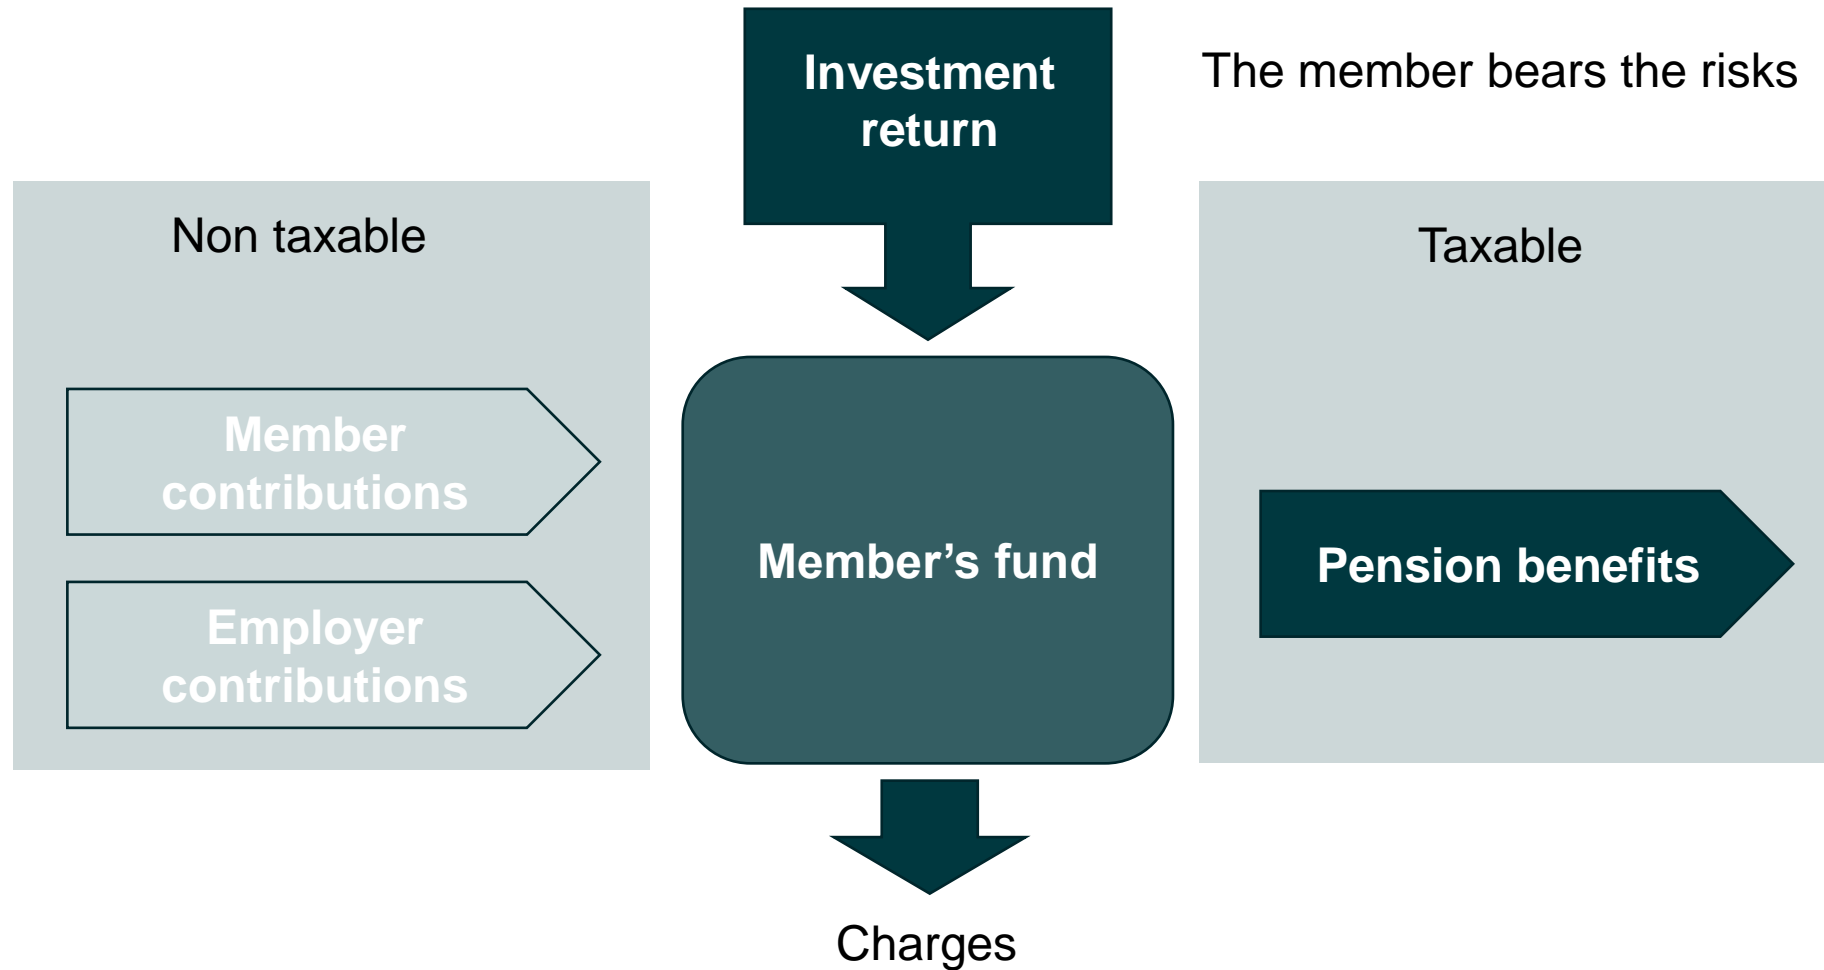 Investment
return
The member bears the risks
Non taxable
Taxable
Member
contributions
Employer
contributions
Member’s fund
Pension benefits
Charges